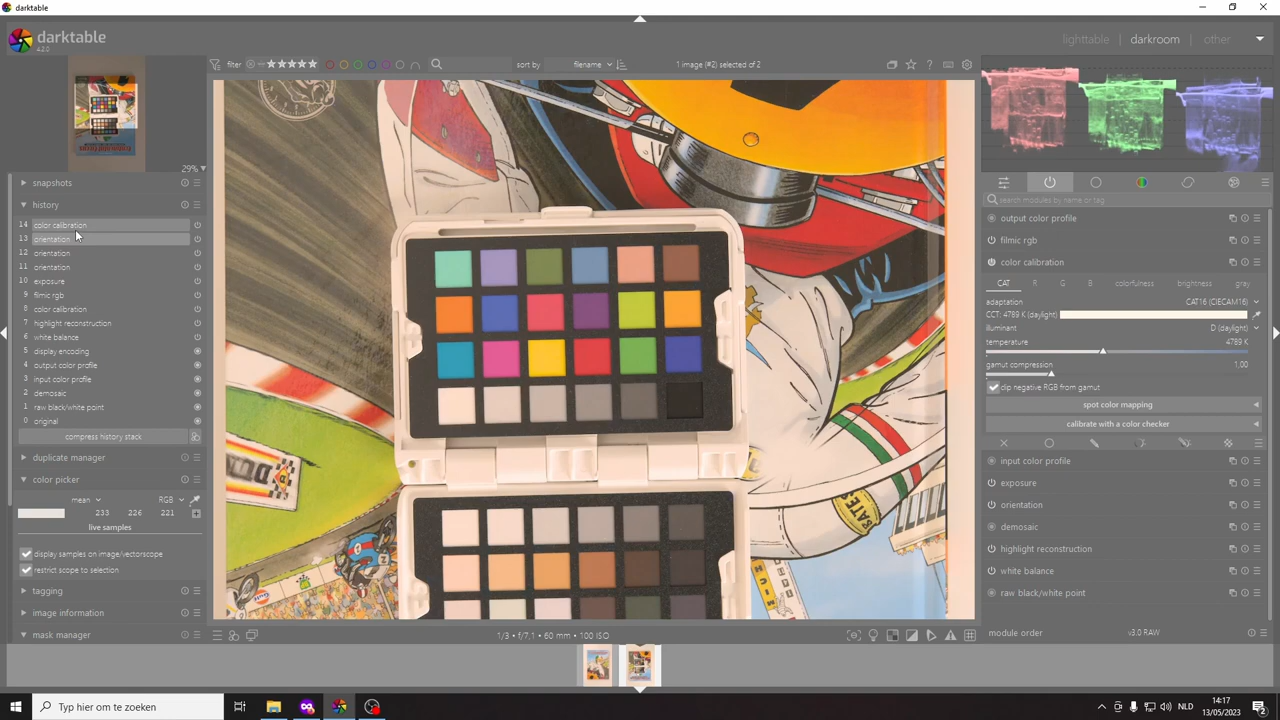 darktable
darktable
4.2.0
lighttable
darkroom
other
filter
sort by
filename
1 image (#2) selected of 2
29%
snapshots
history
14 color calibration
13 orientation
12 orientation
11 orientation
10 exposure
9 filmic rgb
8 color calibration
7 highlight reconstruction
6 white balance
5 display encoding
4 output color profile
3 input color profile
2 demosaic
1 raw black/white point
0 original
compress history stack
duplicate manager
color picker
mean
RGB
233 226 221
live samples
display samples on image/vectorscope
restrict scope to selection
tagging
image information
mask manager
search modules by name or tag
output color profile
filmic rgb
color calibration
CAT R G B colorfulness brightness gray
adaptation CAT16 (CIECAM16)
CCT: 4789 K (daylight)
illuminant D (daylight)
temperature 4789 K
gamut compression 1,00
clip negative RGB from gamut
spot color mapping
calibrate with a color checker
input color profile
exposure
orientation
demosaic
highlight reconstruction
white balance
raw black/white point
module order v3.0 RAW
1/3 • f/7,1 • 60 mm • 100 ISO
Typ hier om te zoeken
NLD
14:17
13/05/2023
2